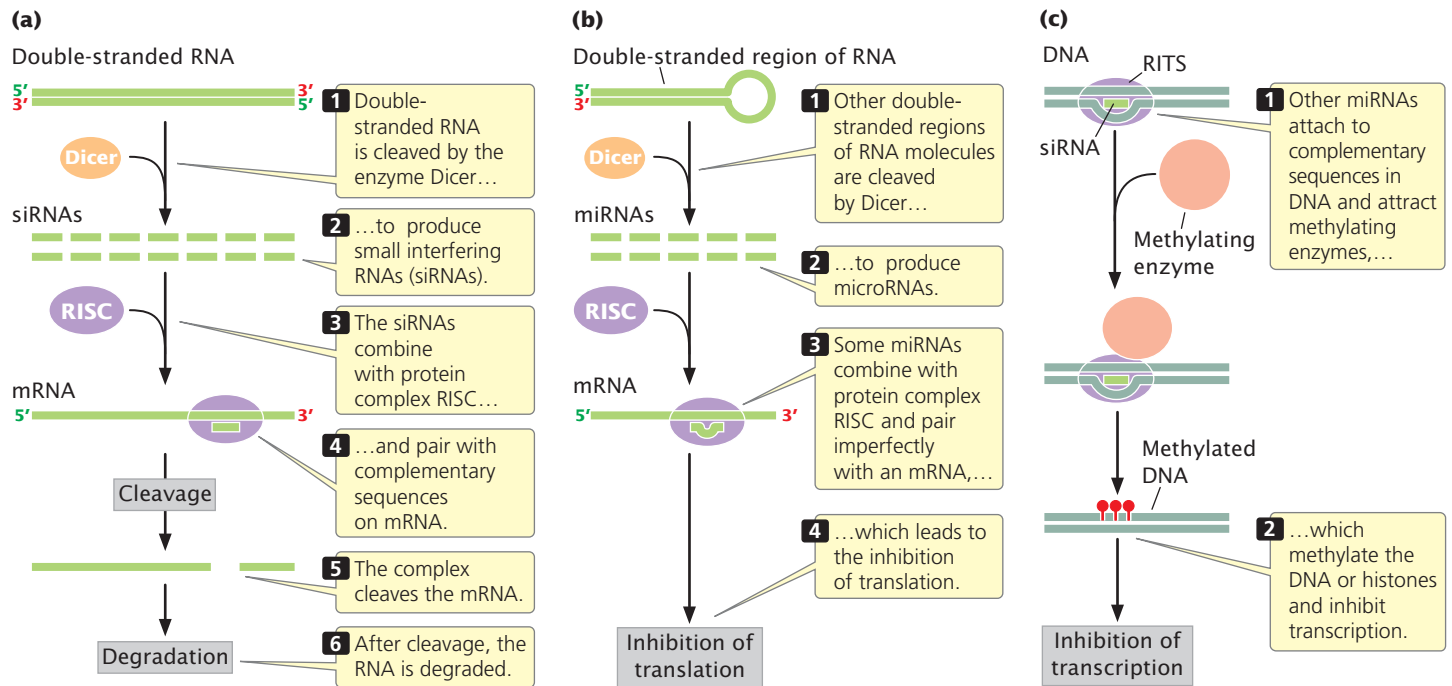 (a)
Double-stranded RNA
5′ 3′
3′ 5′
1 Double-
stranded RNA
is cleaved by the
enzyme Dicer…
Dicer
siRNAs
2 …to produce
small interfering
RNAs (siRNAs).
RISC
3 The siRNAs
combine
with protein
complex RISC…
mRNA
5′ 3′
4 …and pair with
complementary
sequences
on mRNA.
Cleavage
5 The complex
cleaves the mRNA.
6 After cleavage, the
RNA is degraded.
Degradation
(b)
Double-stranded region of RNA
5′
3′
1 Other double-
stranded regions
of RNA molecules
are cleaved
by Dicer…
Dicer
miRNAs
2 …to produce
microRNAs.
RISC
3 Some miRNAs
combine with
protein complex
RISC and pair
imperfectly
with an mRNA,…
mRNA
5′ 3′
4 …which leads to
the inhibition
of translation.
Inhibition of
translation
(c)
DNA
RITS
siRNA
1 Other miRNAs
attach to
complementary
sequences in
DNA and attract
methylating
enzymes,…
Methylating
enzyme
Methylated
DNA
2 …which
methylate the
DNA or histones
and inhibit
transcription.
Inhibition of
transcription